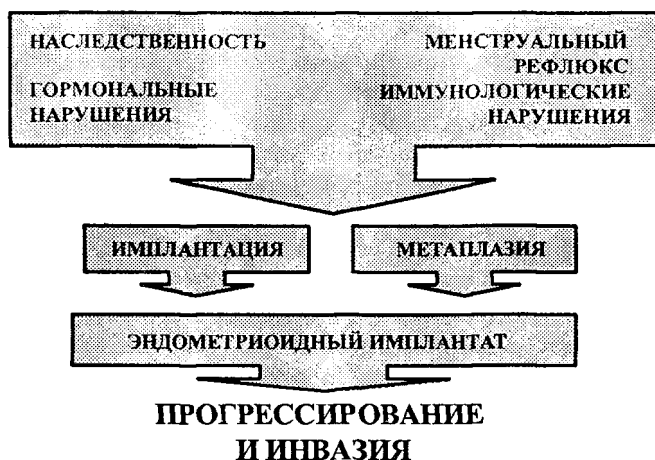 НАСЛЕДСТВЕННОСТЬ
ГОРМОНАЛЬНЫЕ
НАРУШЕНИЯ
МЕНСТРУАЛЬНЫЙ
РЕФЛЮКС
ИММУНОЛОГИЧЕСКИЕ
НАРУШЕНИЯ
ИМПЛАНТАЦИЯ
МЕТАПЛАЗИЯ
ЭНДОМЕТРИОИДНЫЙ ИМПЛАНТАТ
ПРОГРЕССИРОВАНИЕ
И ИНВАЗИЯ